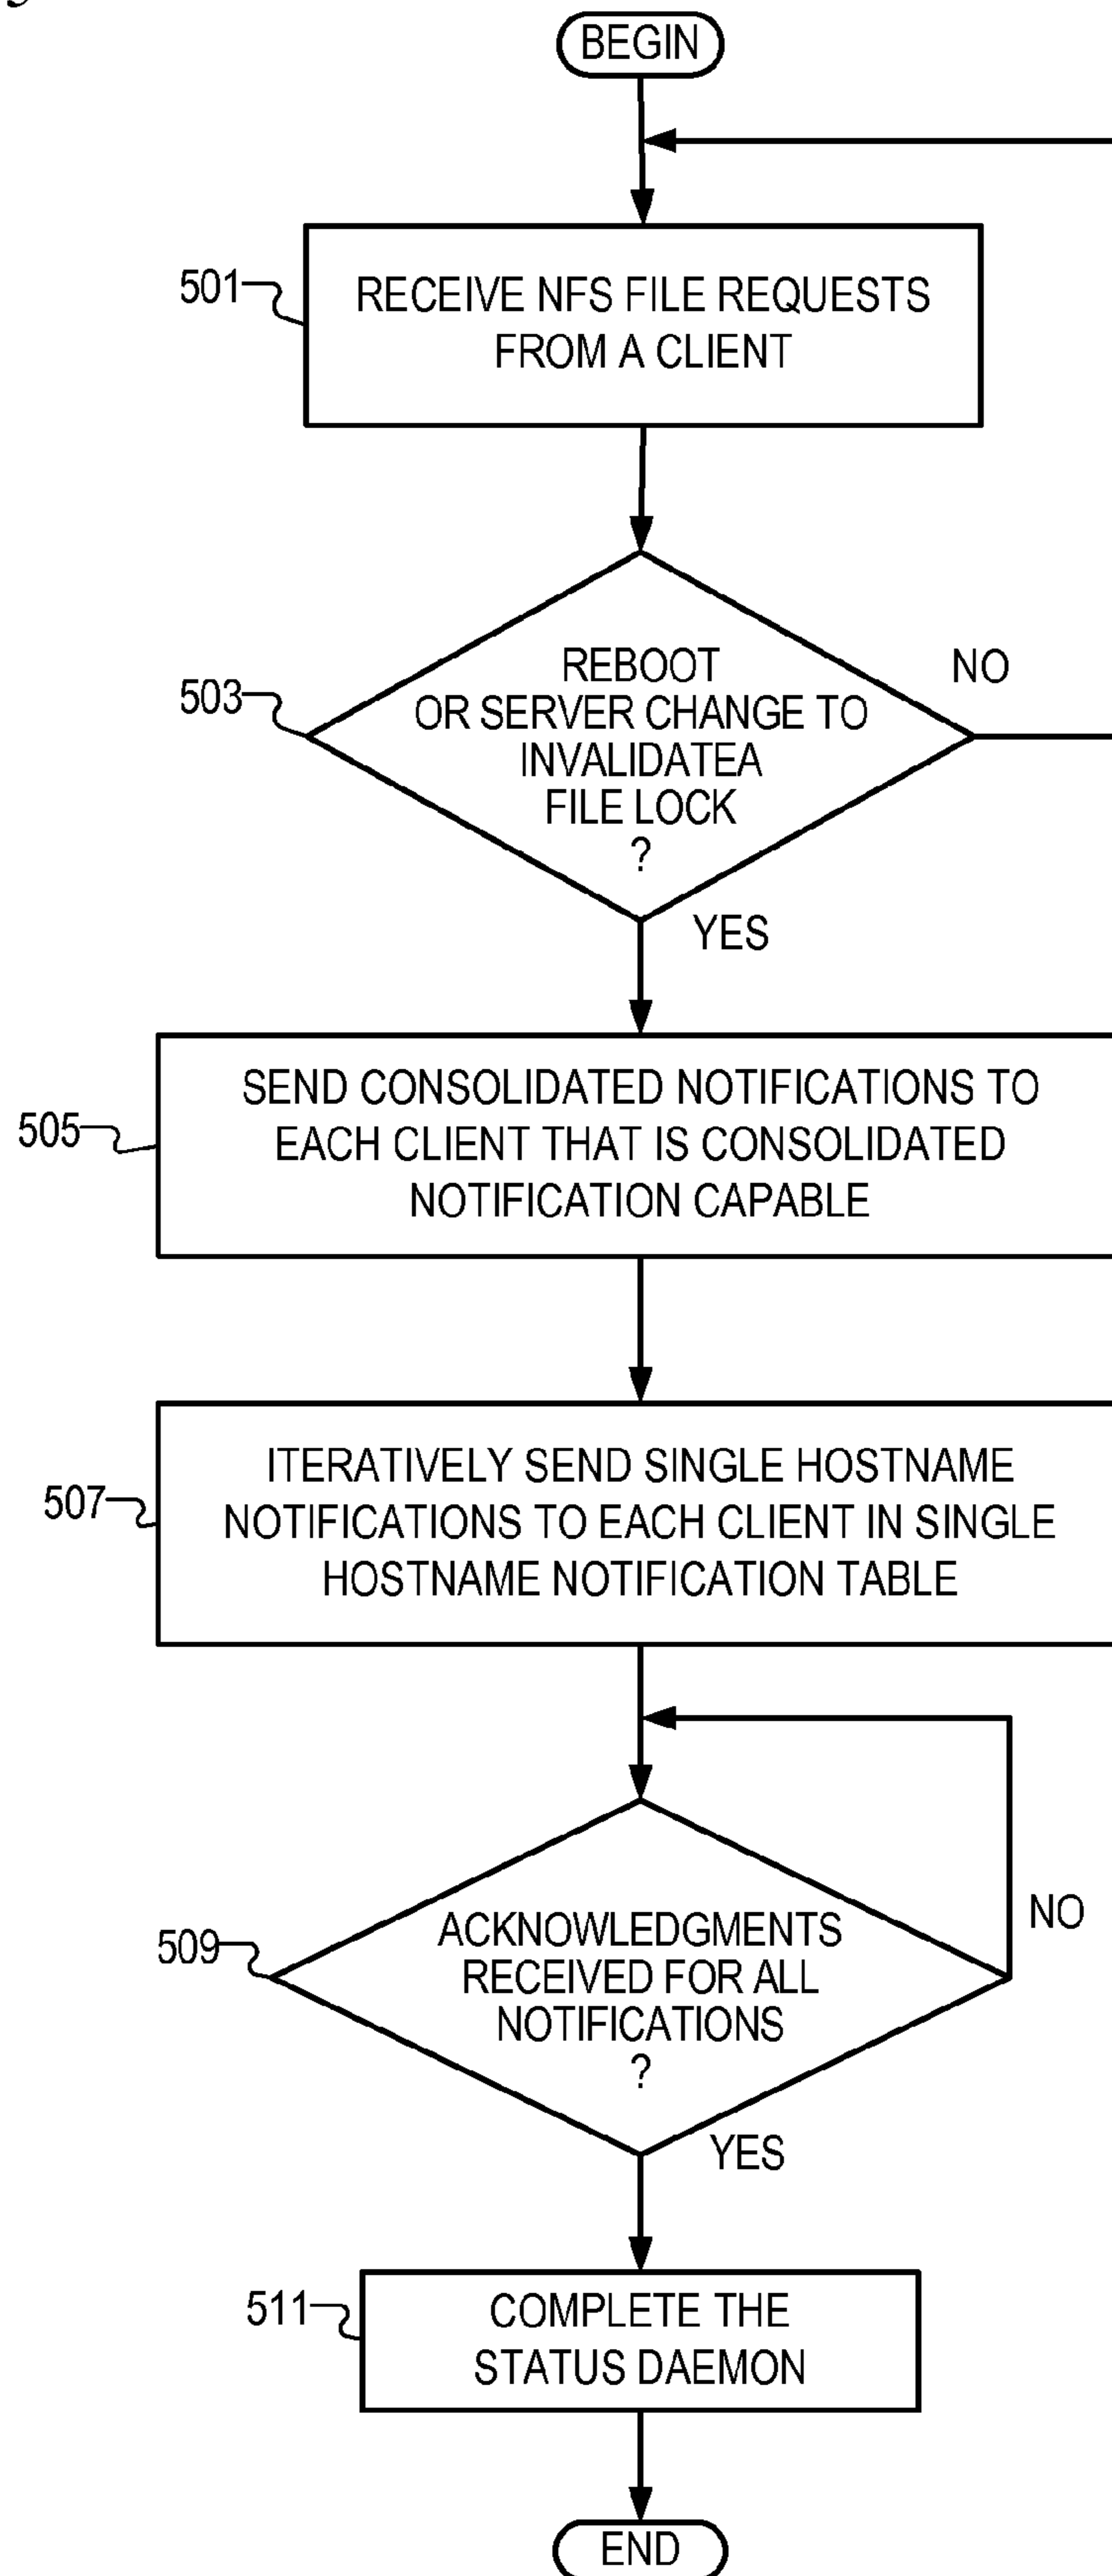 BEGIN
501
RECEIVE NFS FILE REQUESTS
FROM A CLIENT
503
REBOOT
OR SERVER CHANGE TO
INVALIDATEA
FILE LOCK
?
NO
YES
505
SEND CONSOLIDATED NOTIFICATIONS TO
EACH CLIENT THAT IS CONSOLIDATED
NOTIFICATION CAPABLE
507
ITERATIVELY SEND SINGLE HOSTNAME
NOTIFICATIONS TO EACH CLIENT IN SINGLE
HOSTNAME NOTIFICATION TABLE
509
ACKNOWLEDGMENTS
RECEIVED FOR ALL
NOTIFICATIONS
?
NO
YES
511
COMPLETE THE
STATUS DAEMON
END